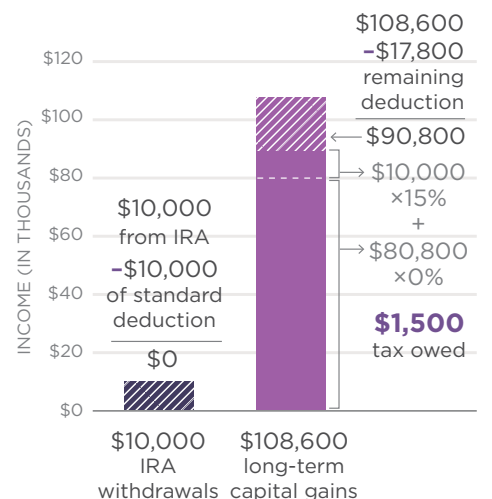 INCOME (IN THOUSANDS)
$120
$100
$80
$60
$40
$20
$0
$10,000
from IRA
–$10,000
of standard
deduction
$0
$108,600
–$17,800
remaining
deduction
$90,800
$10,000
×15%
+
$80,800
×0%
$1,500
tax owed
$10,000
IRA
withdrawals
$108,600
long-term
capital gains